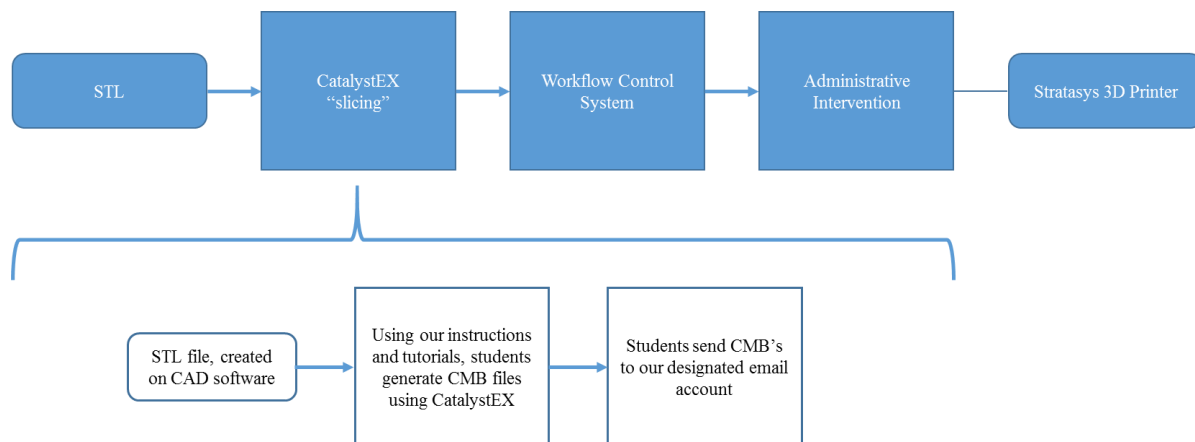 STL
CatalystEX
“slicing”
Workflow Control
System
Administrative
Intervention
Stratasys 3D Printer
STL file, created
on CAD software
Using our instructions
and tutorials, students
generate CMB files
using CatalystEX
Students send CMB's
to our designated email
account